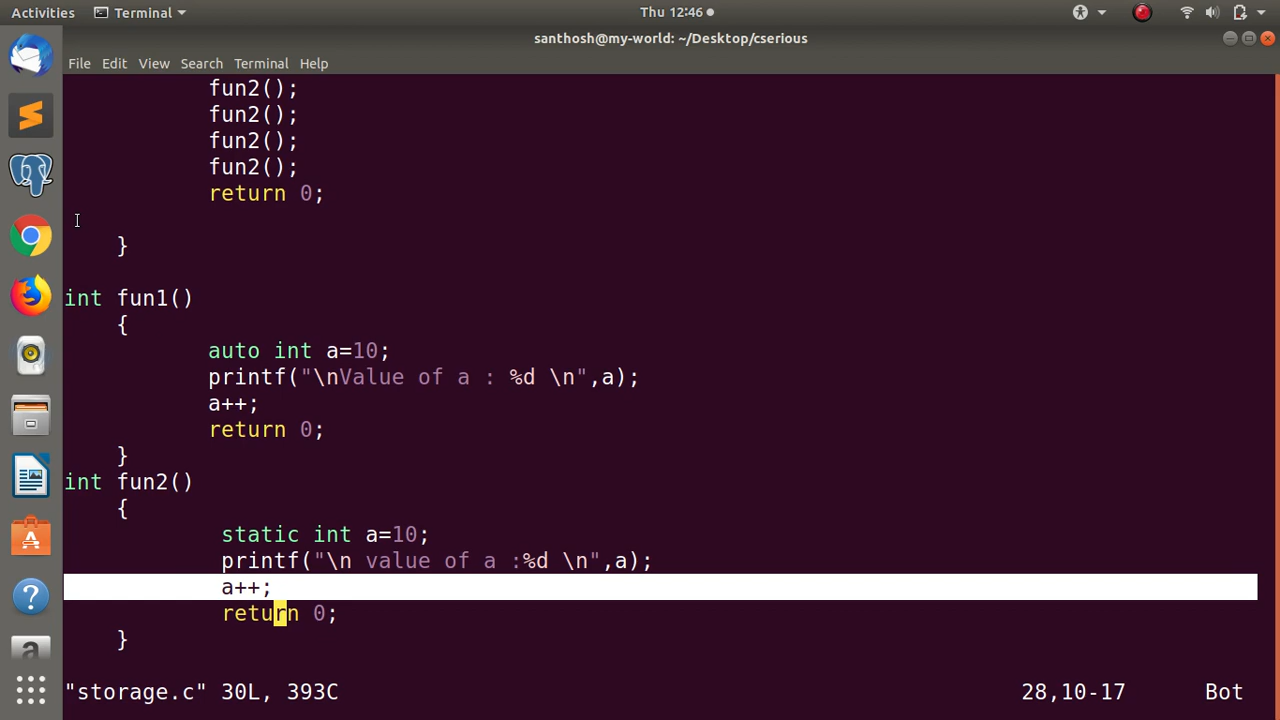 Activities Terminal Thu 12:46
santhosh@my-world: ~/Desktop/cserious
File Edit View Search Terminal Help
fun2();
fun2();
fun2();
fun2();
return 0;
}
int fun1()
{
auto int a=10;
printf("\nValue of a : %d \n",a);
a++;
return 0;
}
int fun2()
{
static int a=10;
printf("\n value of a :%d \n",a);
a++;
return 0;
}
"storage.c" 30L, 393C 28,10-17 Bot